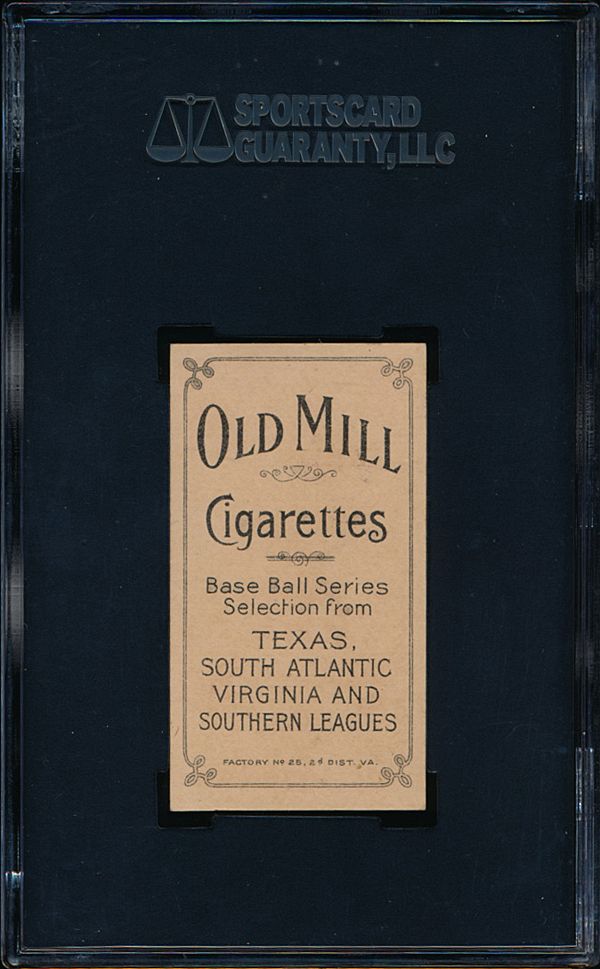 SPORTSCARD
GUARANTY, LLC
OLD MILL
Cigarettes
Base Ball Series
Selection from
TEXAS,
SOUTH ATLANTIC
VIRGINIA AND
SOUTHERN LEAGUES
FACTORY Nº 25, 2d DIST. VA.